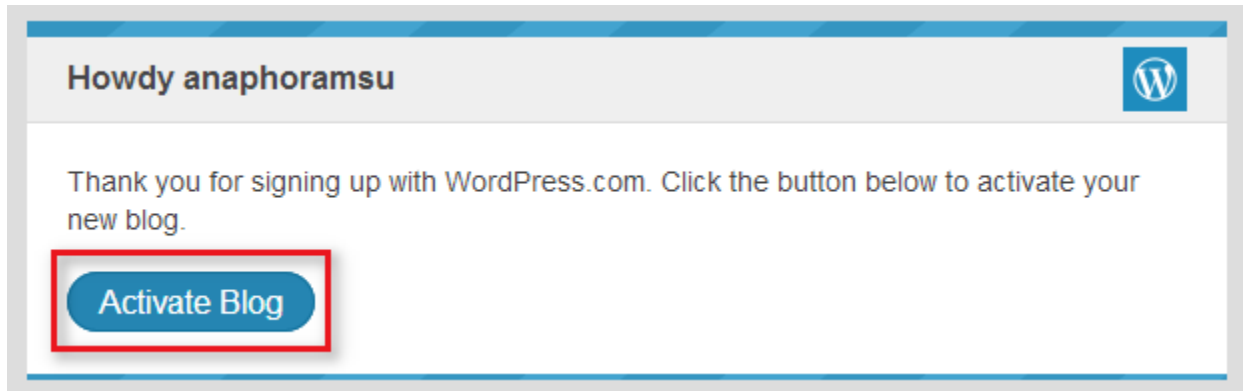 Howdy anaphoramsu
Thank you for signing up with WordPress.com. Click the button below to activate your
new blog.
Activate Blog